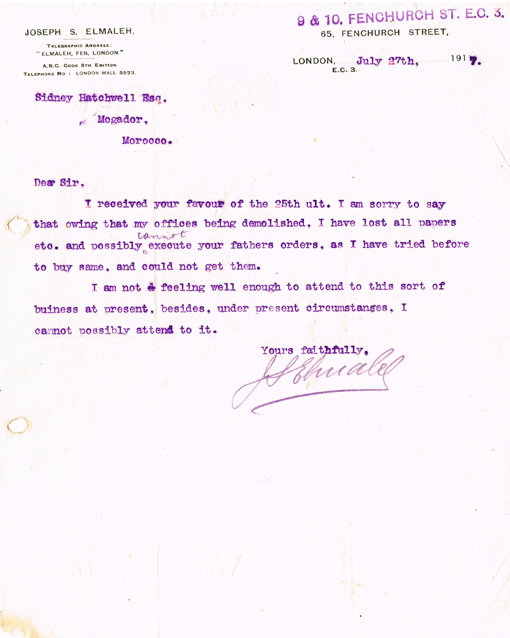 9 & 10, FENCHURCH ST. E.C. 3.
JOSEPH S. ELMALEH.
65, FENCHURCH STREET,
TELEGRAPHIC ADDRESS:
"ELMALEH, FEN, LONDON."
A.B.C. CODE 5TH EDITION.
TELEPHONE NO: LONDON WALL 3523.
LONDON, July 27th, 1917.
E.C. 3.
Sidney Hatchwell Esq.
Mogador,
Morocco.
Dear Sir,
I received your favour of the 25th ult. I am sorry to say
that owing that my offices being demolished, I have lost all papers
cannot
etc. and possibly execute your fathers orders, as I have tried before
to buy same, and could not get them.
I am not feeling well enough to attend to this sort of
buiness at present, besides, under present circumstanges, I
cannot possibly attend to it.
Yours faithfully,
J S Elmaleh